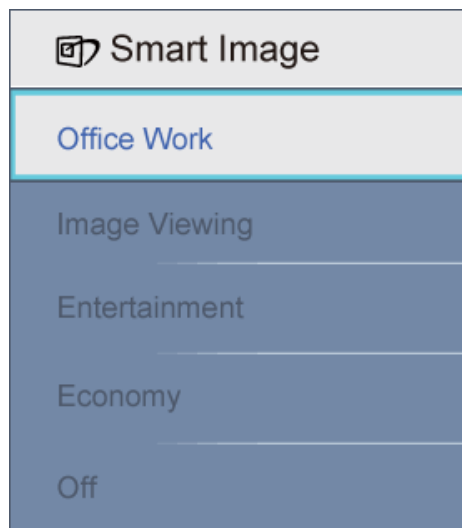 Smart Image
Office Work
Image Viewing
Entertainment
Economy
Off